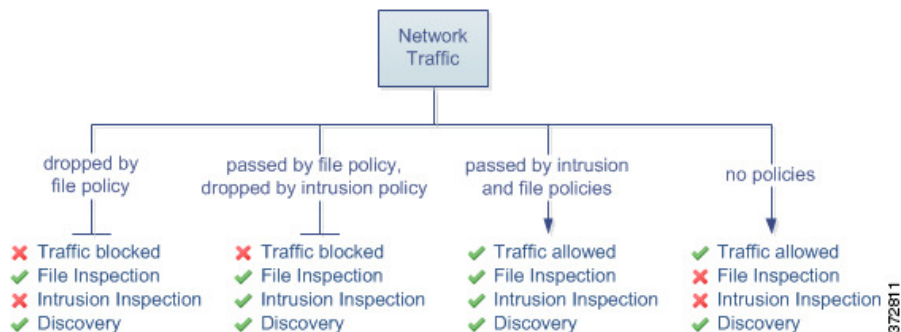 Network
Traffic
dropped by
file policy
passed by file policy,
dropped by intrusion policy
passed by intrusion
and file policies
no policies
Traffic blocked
File Inspection
Intrusion Inspection
Discovery
Traffic blocked
File Inspection
Intrusion Inspection
Discovery
Traffic allowed
File Inspection
Intrusion Inspection
Discovery
Traffic allowed
File Inspection
Intrusion Inspection
Discovery
372811